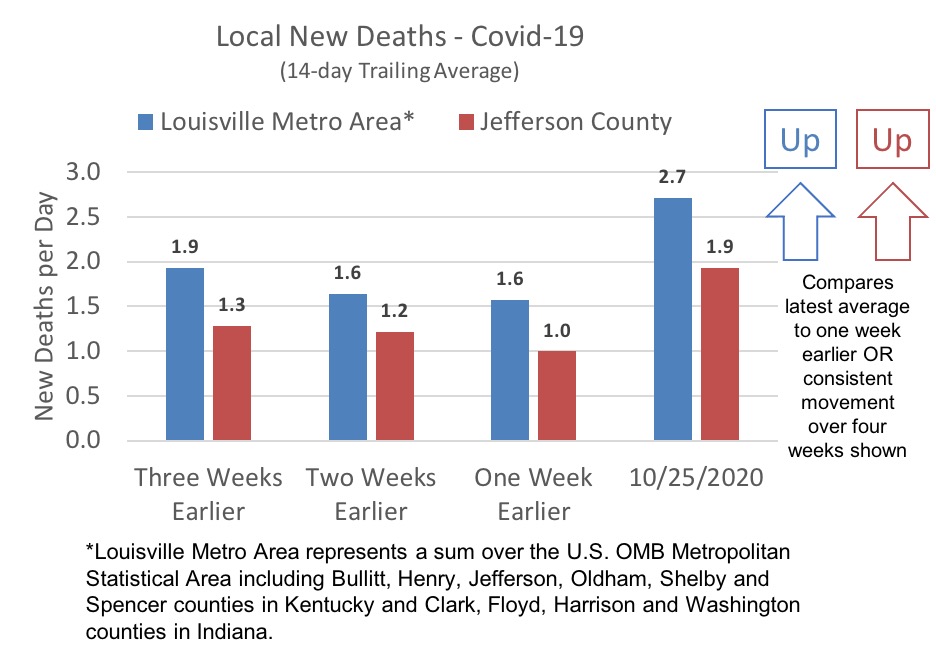 Local New Deaths - Covid-19
(14-day Trailing Average)
Louisville Metro Area*
Jefferson County
Up
Up
3.0
2.5
2.0
1.5
1.0
0.5
0.0
New Deaths per Day
1.9
1.3
1.6
1.2
1.6
1.0
2.7
1.9
Compares
latest average
to one week
earlier OR
consistent
movement
over four
weeks shown
Three Weeks
Earlier
Two Weeks
Earlier
One Week
Earlier
10/25/2020
*Louisville Metro Area represents a sum over the U.S. OMB Metropolitan
Statistical Area including Bullitt, Henry, Jefferson, Oldham, Shelby and
Spencer counties in Kentucky and Clark, Floyd, Harrison and Washington
counties in Indiana.